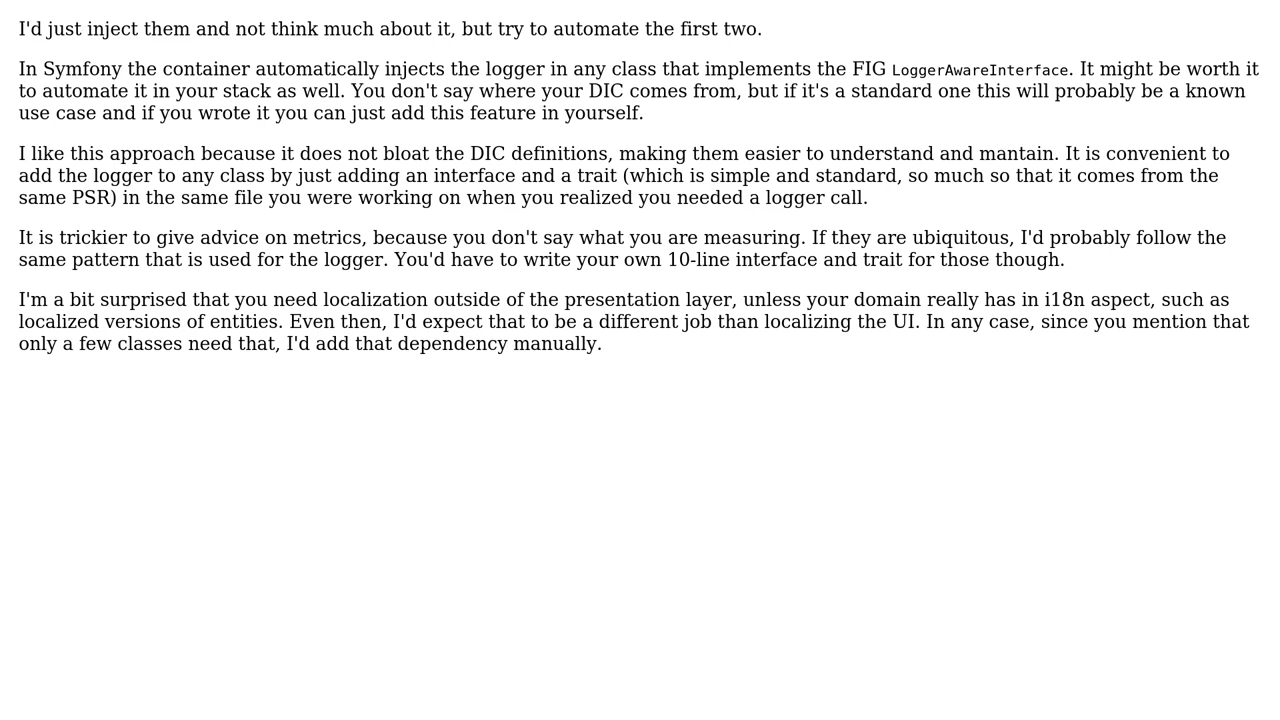 I'd just inject them and not think much about it, but try to automate the first two.
In Symfony the container automatically injects the logger in any class that implements the FIG LoggerAwareInterface. It might be worth it
to automate it in your stack as well. You don't say where your DIC comes from, but if it's a standard one this will probably be a known
use case and if you wrote it you can just add this feature in yourself.
I like this approach because it does not bloat the DIC definitions, making them easier to understand and mantain. It is convenient to
add the logger to any class by just adding an interface and a trait (which is simple and standard, so much so that it comes from the
same PSR) in the same file you were working on when you realized you needed a logger call.
It is trickier to give advice on metrics, because you don't say what you are measuring. If they are ubiquitous, I'd probably follow the
same pattern that is used for the logger. You'd have to write your own 10-line interface and trait for those though.
I'm a bit surprised that you need localization outside of the presentation layer, unless your domain really has in i18n aspect, such as
localized versions of entities. Even then, I'd expect that to be a different job than localizing the UI. In any case, since you mention that
only a few classes need that, I'd add that dependency manually.